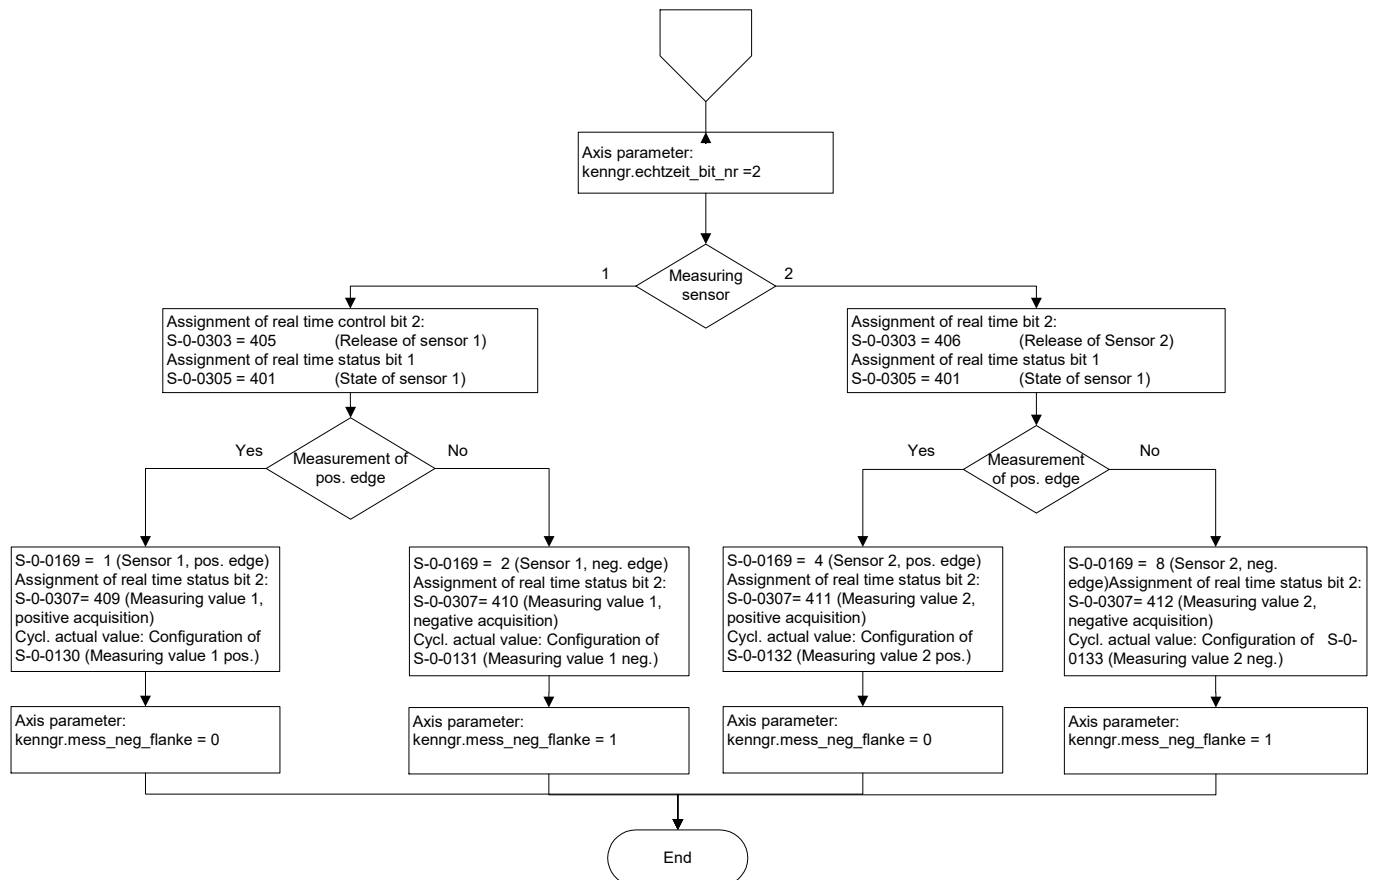 Axis parameter:
kenngr.echtzeit_bit_nr =2
1
Measuring
sensor
2
Assignment of real time control bit 2:
S-0-0303 = 405 (Release of sensor 1)
Assignment of real time status bit 1
S-0-0305 = 401 (State of sensor 1)
Assignment of real time bit 2:
S-0-0303 = 406 (Release of Sensor 2)
Assignment of real time status bit 1
S-0-0305 = 401 (State of sensor 1)
Yes
Measurement of
pos. edge
No
Yes
Measurement
of pos. edge
No
S-0-0169 = 1 (Sensor 1, pos. edge)
Assignment of real time status bit 2:
S-0-0307= 409 (Measuring value 1,
positive acquisition)
Cycl. actual value: Configuration of
S-0-0130 (Measuring value 1 pos.)
S-0-0169 = 2 (Sensor 1, neg. edge)
Assignment of real time status bit 2:
S-0-0307= 410 (Measuring value 1,
negative acquisition)
Cycl. actual value: Configuration of
S-0-0131 (Measuring value 1 neg.)
S-0-0169 = 4 (Sensor 2, pos. edge)
Assignment of real time status bit 2:
S-0-0307= 411 (Measuring value 2,
positive acquisition)
Cycl. actual value: Configuration of
S-0-0132 (Measuring value 2 pos.)
S-0-0169 = 8 (Sensor 2, neg.
edge)Assignment of real time status bit 2:
S-0-0307= 412 (Measuring value 2,
negative acquisition)
Cycl. actual value: Configuration of S-0-
0133 (Measuring value 2 neg.)
Axis parameter:
kenngr.mess_neg_flanke = 0
Axis parameter:
kenngr.mess_neg_flanke = 1
Axis parameter:
kenngr.mess_neg_flanke = 0
Axis parameter:
kenngr.mess_neg_flanke = 1
End